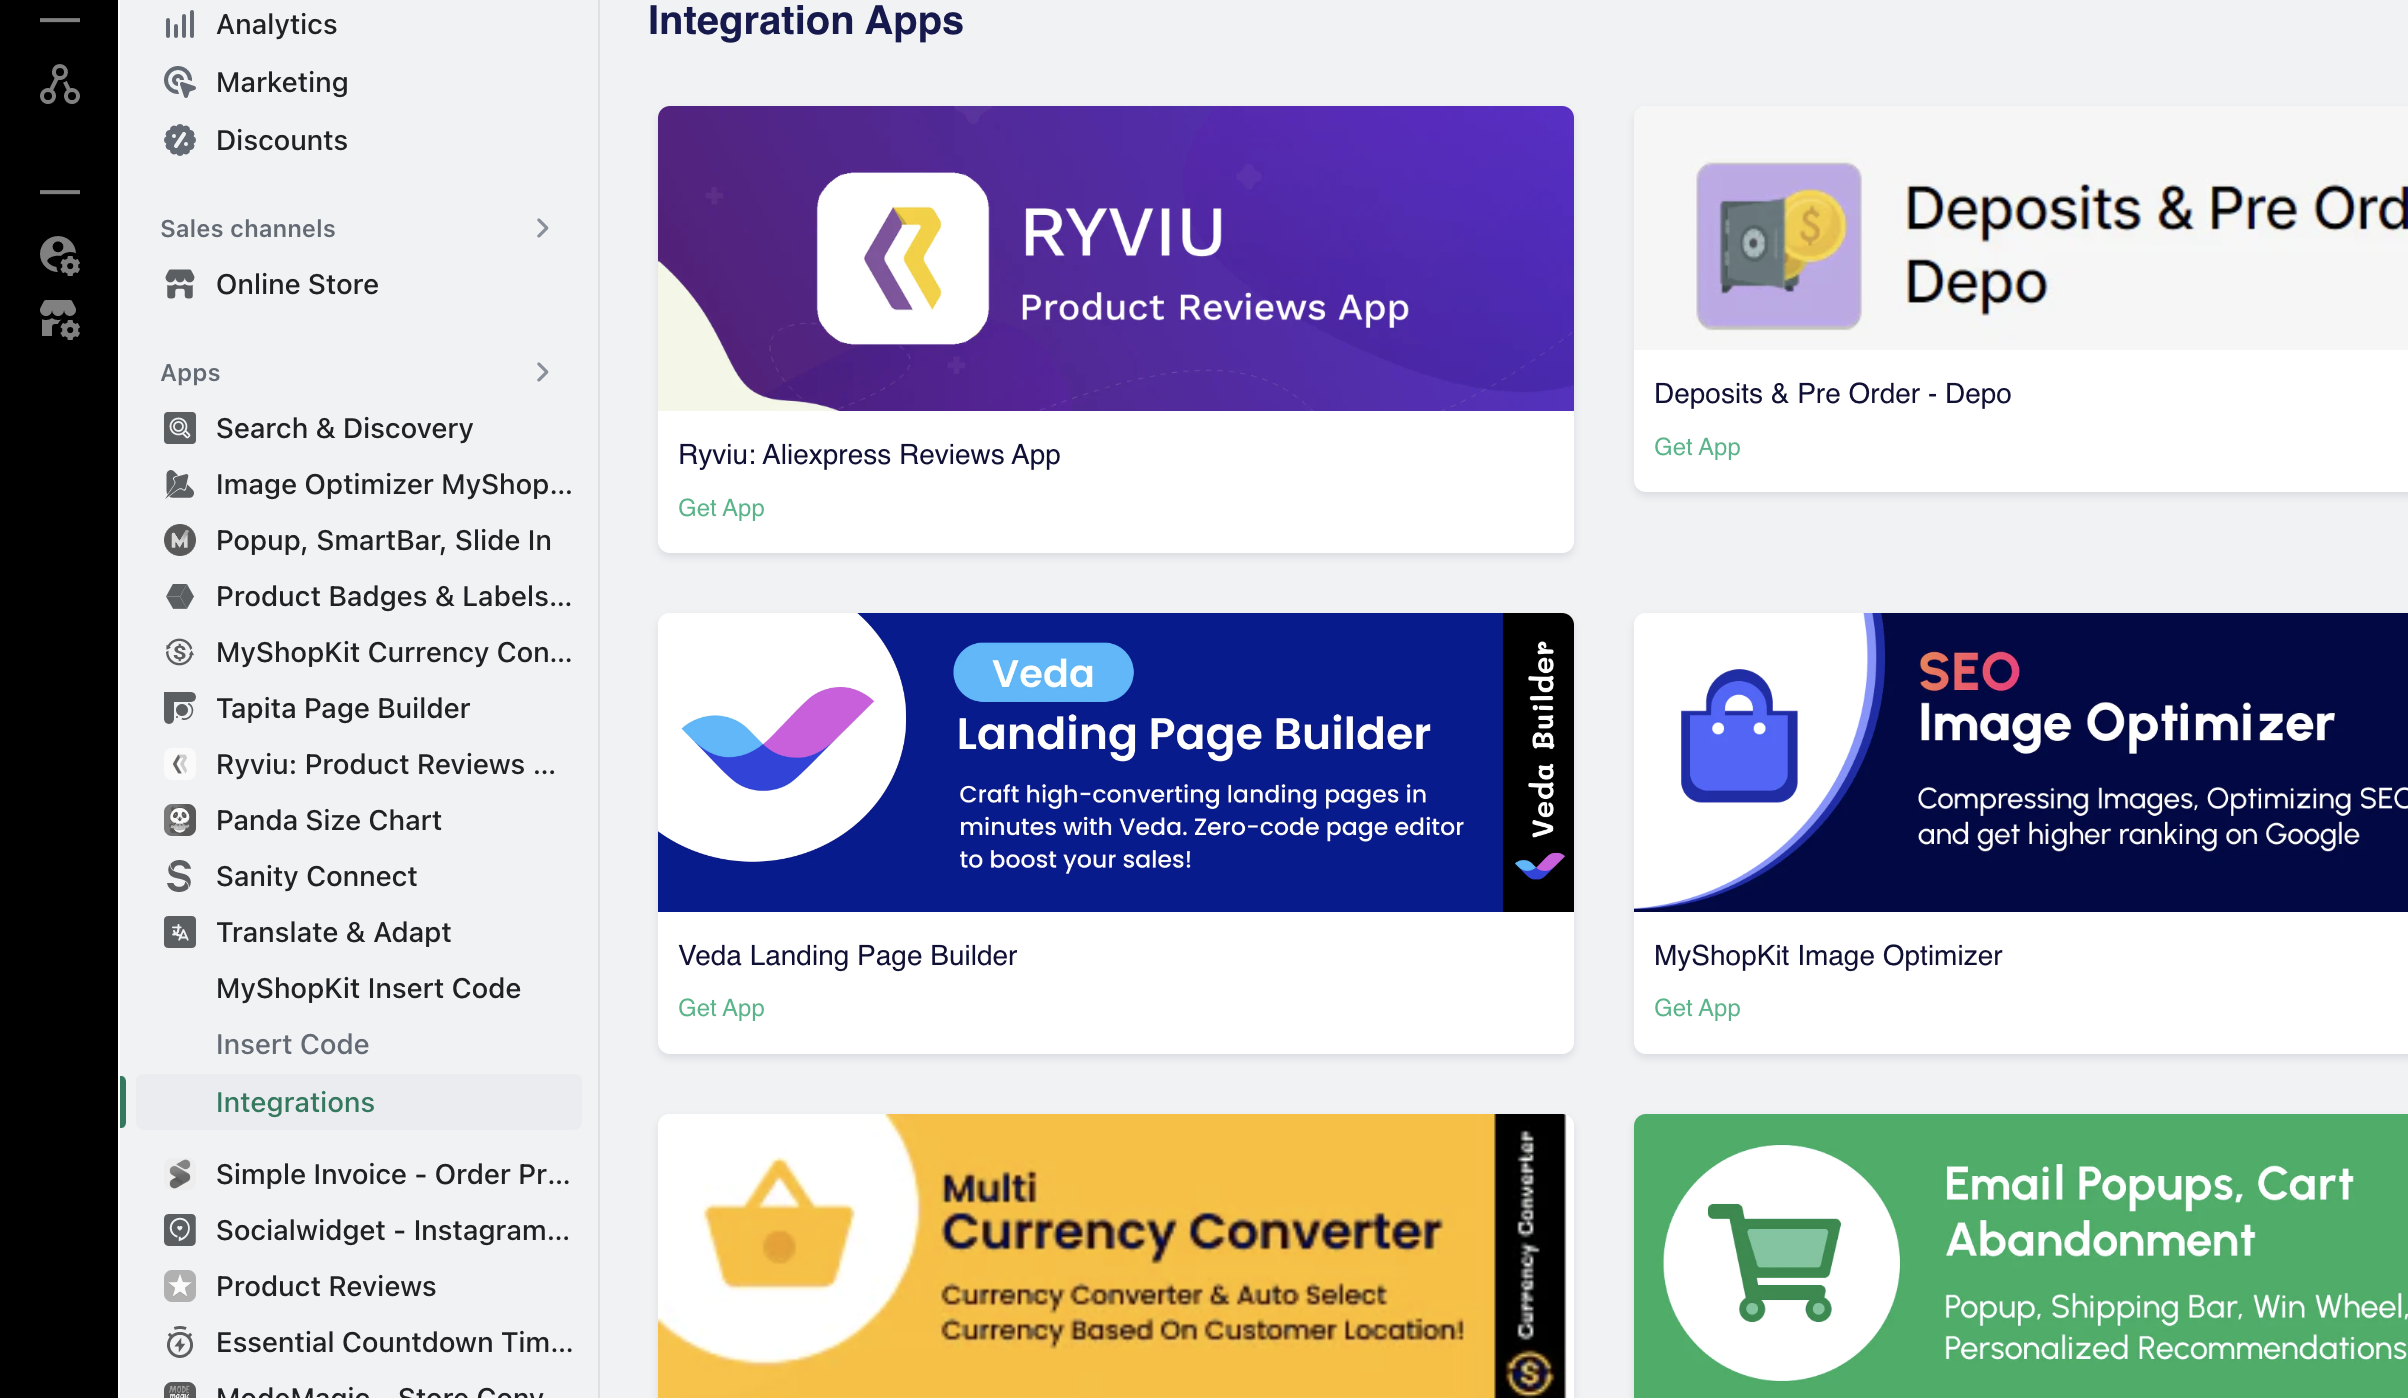 Analytics
Marketing
Discounts
Sales channels
Online Store
Apps
Search & Discovery
Image Optimizer MyShop...
Popup, SmartBar, Slide In
Product Badges & Labels...
MyShopKit Currency Con...
Tapita Page Builder
Ryviu: Product Reviews ...
Panda Size Chart
Sanity Connect
Translate & Adapt
MyShopKit Insert Code
Insert Code
Integrations
Simple Invoice - Order Pr...
Socialwidget - Instagram...
Product Reviews
Essential Countdown Tim...
ModeMagic - Store Conv
Integration Apps
RYVIU
Product Reviews App
Ryviu: Aliexpress Reviews App
Get App
Deposits & Pre Ord
Depo
Deposits & Pre Order - Depo
Get App
Veda
Landing Page Builder
Craft high-converting landing pages in
minutes with Veda. Zero-code page editor
to boost your sales!
Veda Builder
Veda Landing Page Builder
Get App
SEO
Image Optimizer
Compressing Images, Optimizing SEO
and get higher ranking on Google
MyShopKit Image Optimizer
Get App
Multi
Currency Converter
Currency Converter & Auto Select
Currency Based On Customer Location!
Currency Converter
Email Popups, Cart
Abandonment
Popup, Shipping Bar, Win Wheel,
Personalized Recommendations